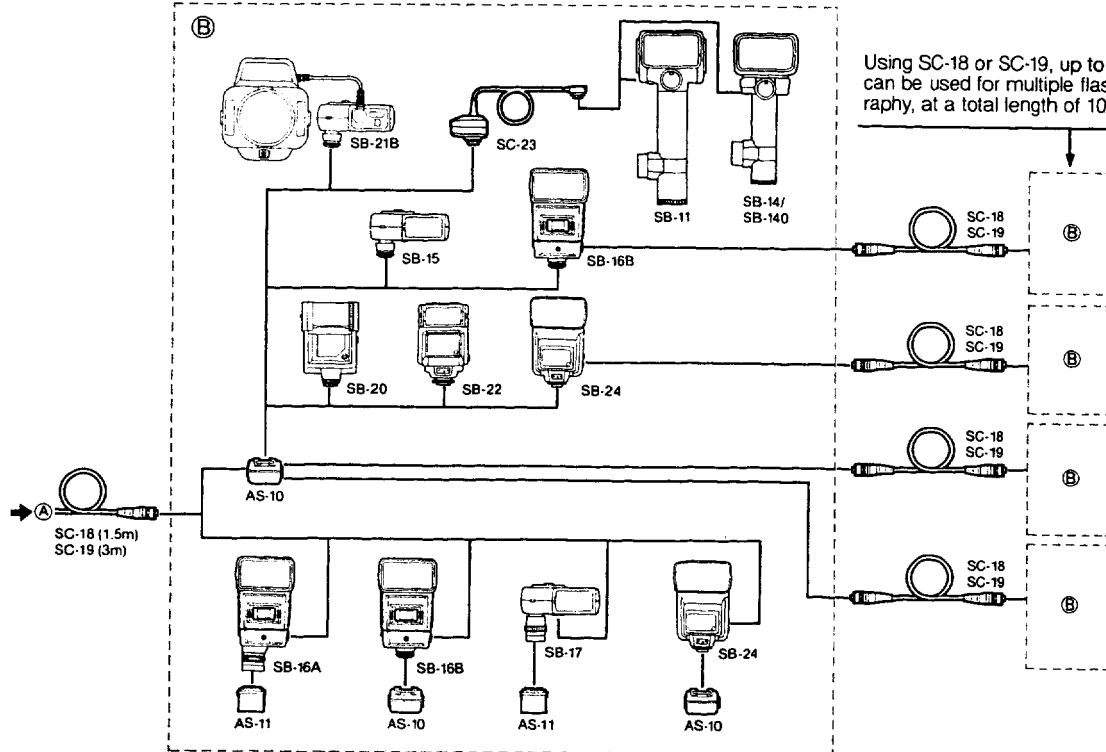 Ⓑ
Using SC-18 or SC-19, up to
can be used for multiple flas
raphy, at a total length of 10
SB-21B
SC-23
SB-11
SB-14/
SB-140
SB-15
SB-16B
SC-18
SC-19
Ⓑ
SB-20
SB-22
SB-24
SC-18
SC-19
Ⓑ
AS-10
SC-18
SC-19
Ⓑ
Ⓐ
SC-18 (1.5m)
SC-19 (3m)
SC-18
SC-19
Ⓑ
SB-16A
SB-16B
SB-17
SB-24
AS-11
AS-10
AS-11
AS-10